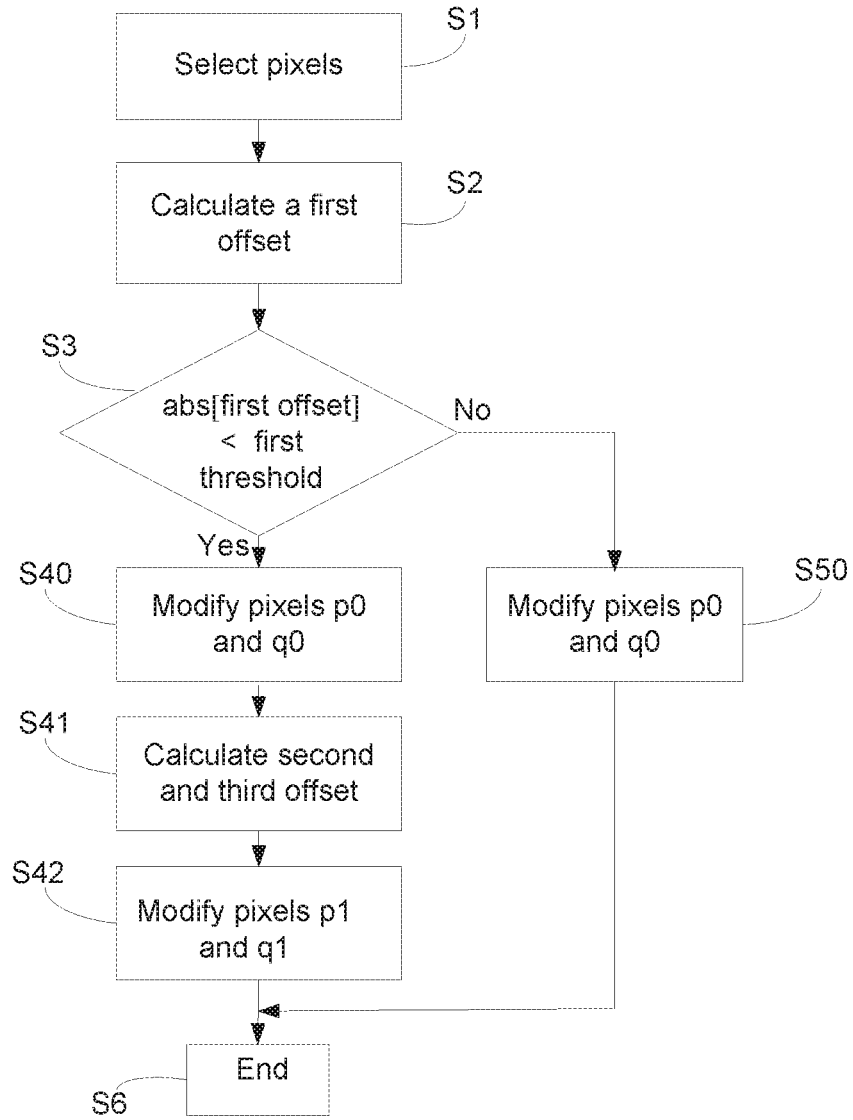 S1
Select pixels
S2
Calculate a first
offset
S3
abs[first offset]
< first
threshold
No
Yes
S40
Modify pixels p0
and q0
S50
Modify pixels p0
and q0
S41
Calculate second
and third offset
S42
Modify pixels p1
and q1
End
S6